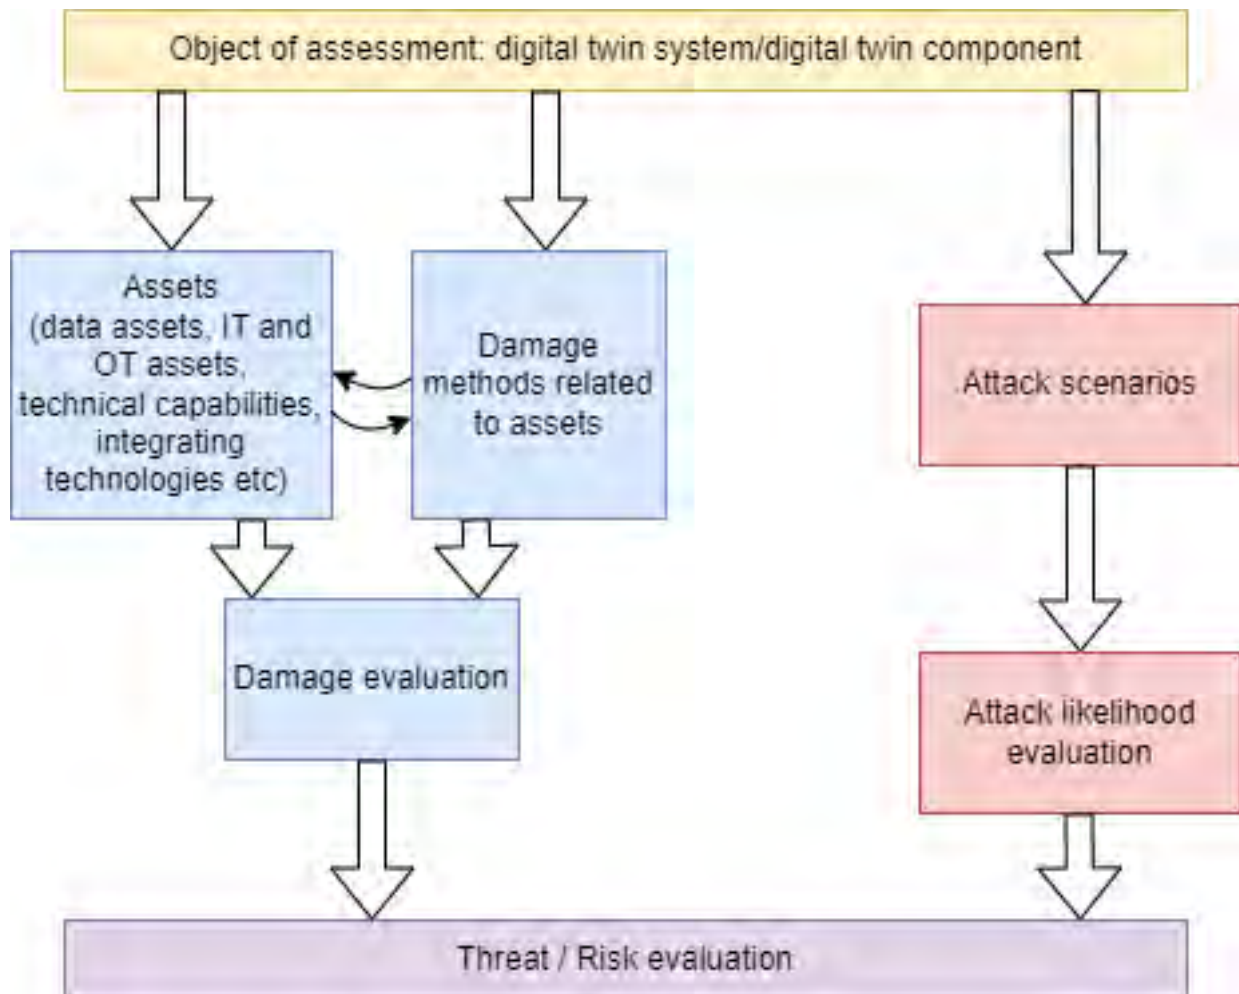 Object of assessment: digital twin system/digital twin component
Assets
(data assets, IT and
OT assets,
technical capabilities,
integrating
technologies etc)
Damage
methods related
to assets
Attack scenarios
Damage evaluation
Attack likelihood
evaluation
Threat / Risk evaluation